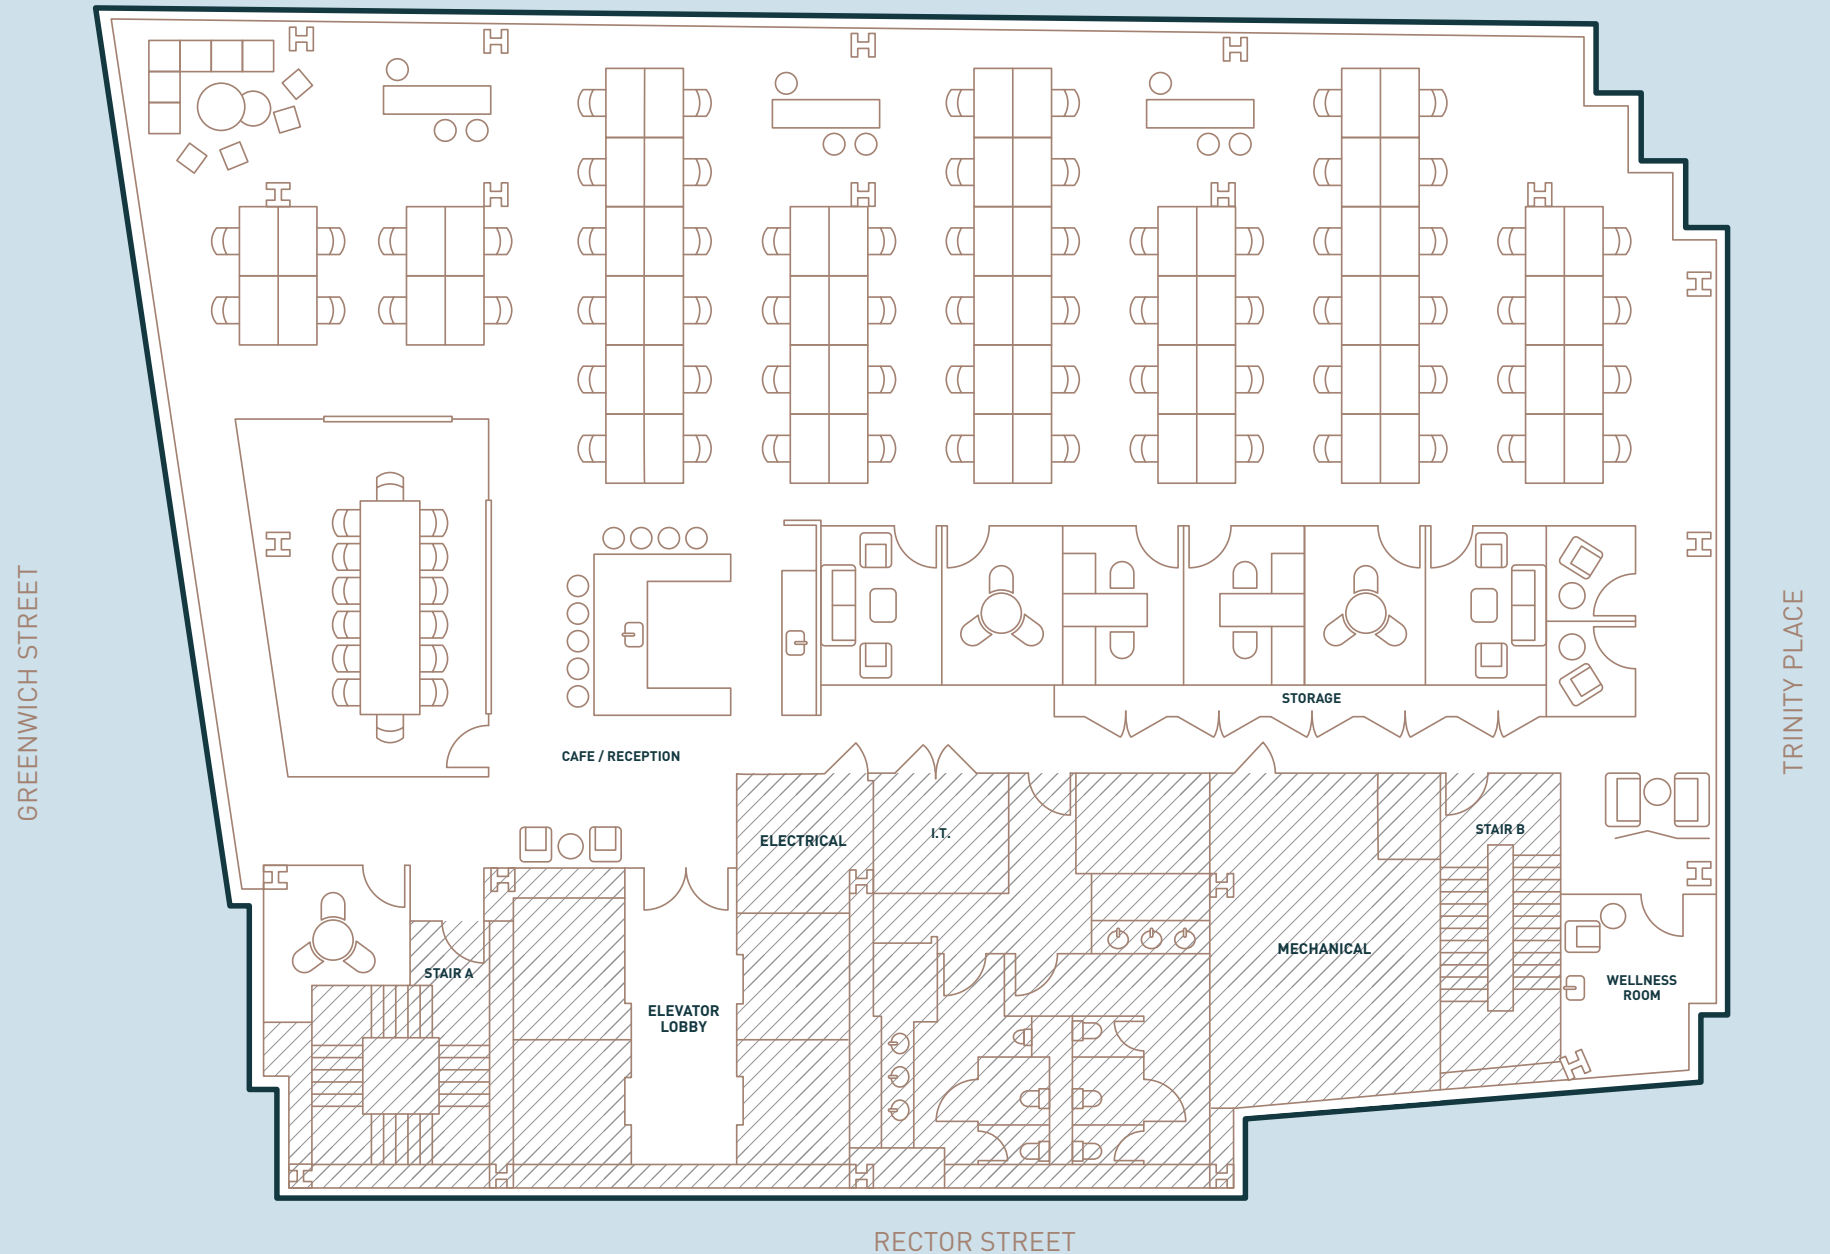 GREENWICH STREET
TRINITY PLACE
STORAGE
CAFE / RECEPTION
ELECTRICAL
I.T.
STAIR B
STAIR A
MECHANICAL
WELLNESS
ROOM
ELEVATOR
LOBBY
RECTOR STREET